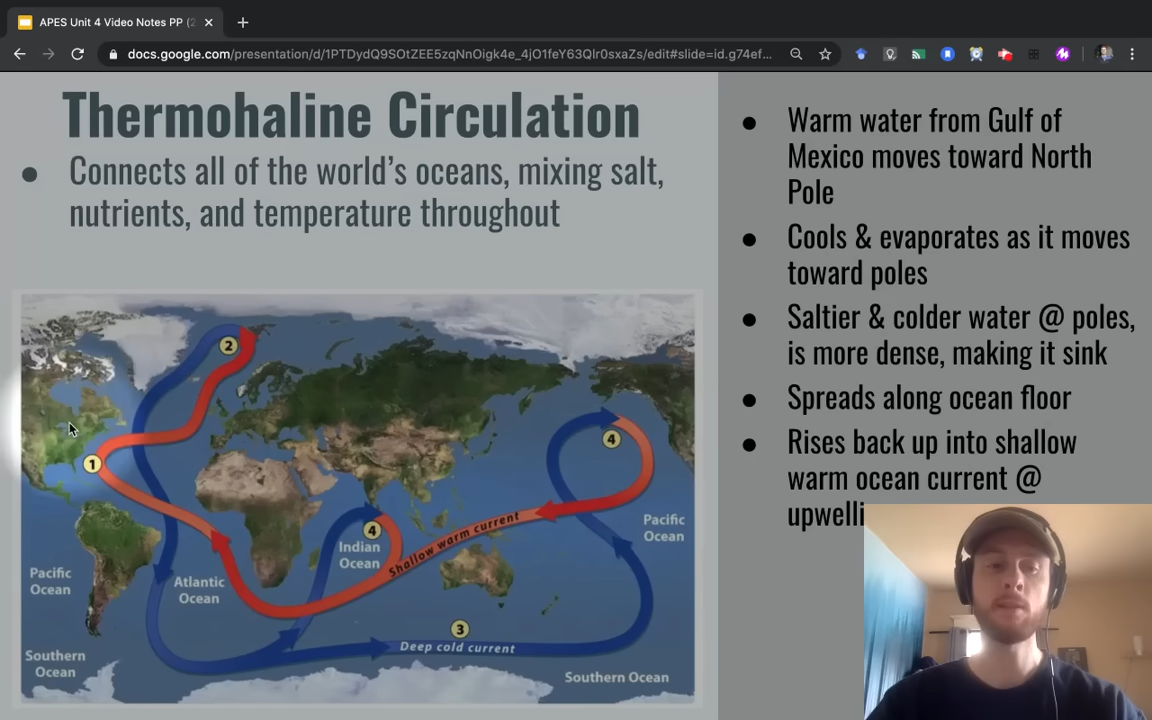 APES Unit 4 Video Notes PP (2
docs.google.com/presentation/d/1PTDydQ9SOtZEE5zqNnOigk4e_4jO1feY63Qlr0sxaZs/edit#slide=id.g74ef...
Thermohaline Circulation
• Connects all of the world's oceans, mixing salt,
nutrients, and temperature throughout
• Warm water from Gulf of
Mexico moves toward North
Pole
• Cools & evaporates as it moves
toward poles
• Saltier & colder water @ poles,
is more dense, making it sink
• Spreads along ocean floor
• Rises back up into shallow
warm ocean current @
upwelli
2
1
4
4
Shallow warm current
Pacific
Ocean
Indian
Ocean
Pacific
Ocean
Atlantic
Ocean
3
Deep cold current
Southern
Ocean
Southern Ocean